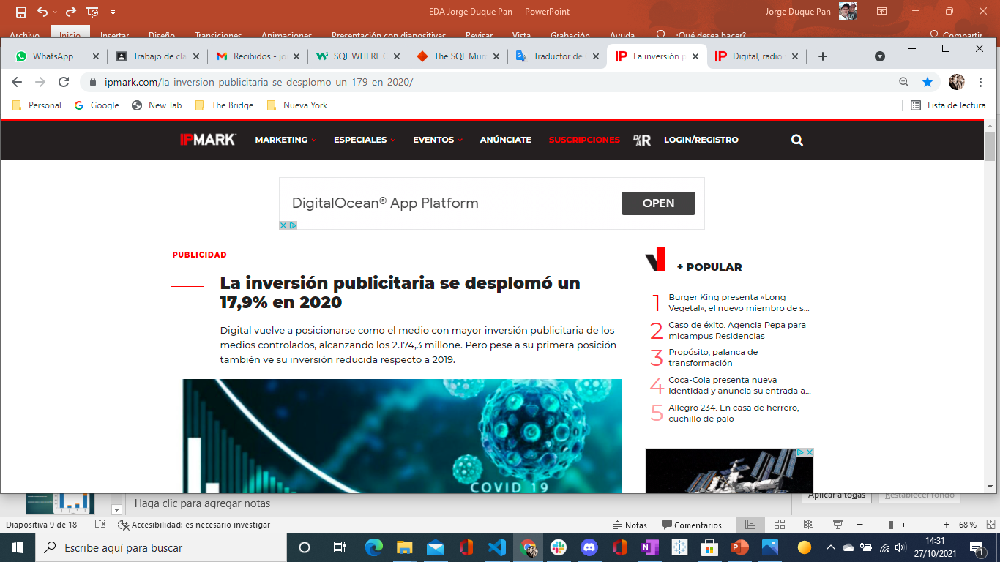 EDA Jorge Duque Pan - PowerPoint
Jorge Duque Pan
Archivo Inicio Insertar Diseño Transiciones Animaciones Presentación con diapositivas Revisar Vista Grabación Ayuda ¿Qué desea hacer? Compartir
WhatsApp
Trabajo de cla
Recibidos - jo
SQL WHERE C
The SQL Mur
Traductor de
La inversión p
Digital, radio
ipmark.com/la-inversion-publicitaria-se-desplomo-un-179-en-2020/
Personal Google New Tab The Bridge Nueva York Lista de lectura
IPMARK MARKETING ESPECIALES EVENTOS ANÚNCIATE SUSCRIPCIONES LOGIN/REGISTRO
DigitalOcean® App Platform
OPEN
PUBLICIDAD
La inversión publicitaria se desplomó un
17,9% en 2020
Digital vuelve a posicionarse como el medio con mayor inversión publicitaria de los
medios controlados, alcanzando los 2.174,3 millone. Pero pese a su primera posición
también ve su inversión reducida respecto a 2019.
COVID 19
+ POPULAR
1 Burger King presenta «Long
Vegetal», el nuevo miembro de s...
2 Caso de éxito. Agencia Pepa para
micampus Residencias
3 Propósito, palanca de
transformación
4 Coca-Cola presenta nueva
identidad y anuncia su entrada a...
5 Allegro 234. En casa de herrero,
cuchillo de palo
Haga clic para agregar notas
Aplicar a todas Restablecer fondo
Diapositiva 9 de 18 Accesibilidad: es necesario investigar Notas Comentarios 68 %
Escribe aquí para buscar
14:31
27/10/2021
1